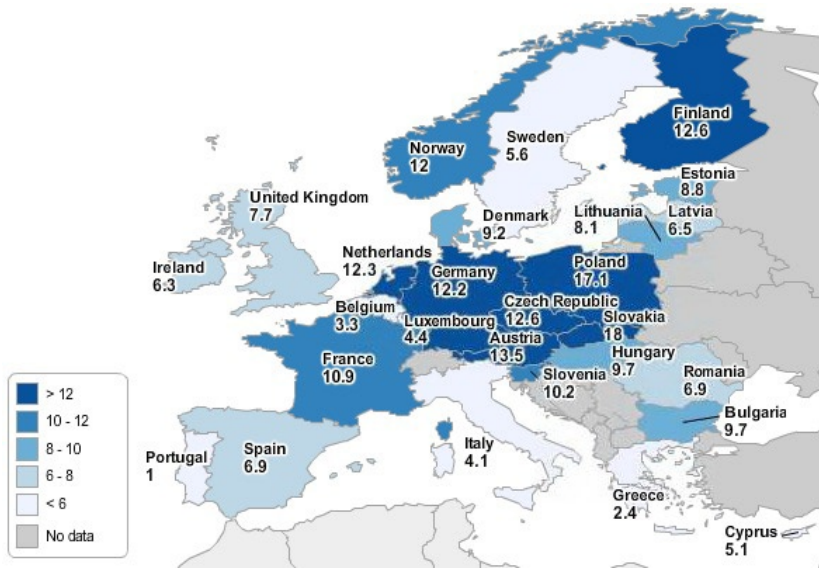 Finland
12.6
Norway
12
Sweden
5.6
Estonia
8.8
United Kingdom
7.7
Denmark
9.2
Lithuania
8.1
Latvia
6.5
Ireland
6.3
Netherlands
12.3
Germany
12.2
Poland
17.1
Belgium
3.3
Czech Republic
12.6
Luxembourg
4.4
Slovakia
18
Austria
13.5
France
10.9
Slovenia
10.2
Hungary
9.7
Romania
6.9
Bulgaria
9.7
> 12
10 - 12
8 - 10
6 - 8
< 6
No data
Portugal
1
Spain
6.9
Italy
4.1
Greece
2.4
Cyprus
5.1